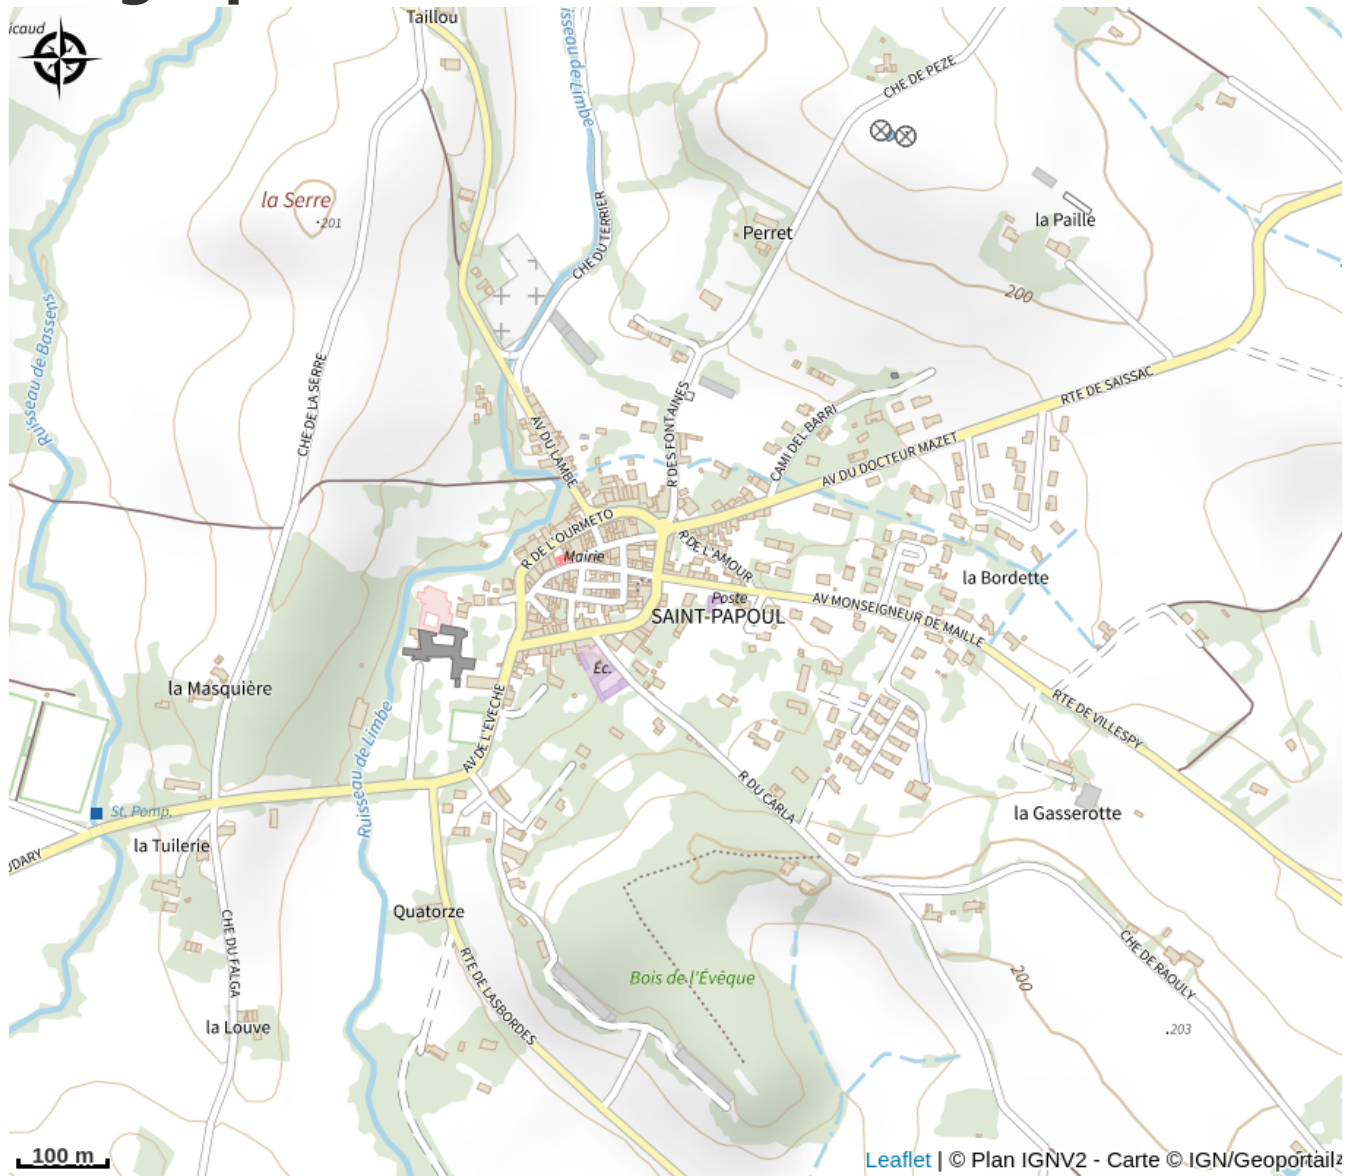 icaud
Taillou
isseau de Limbe
CHE DE PEZE
la Serre
201
CHE DU TERRIER
la Paille
Perret
200
Ruisseau de Bassens
CHE DE LA SERRE
RTE DE SAISSAC
R DES FONTAINES
CAMI DEL BARRI
AV DU LAMBE
AV DU DOCTEUR MAZET
R DE L'OURMETO
R DE L'AMOUR
Mairie
la Bordette
Poste
AV MONSEIGNEUR DE MAILLE
SAINT-PAPOUL
Éc.
la Masquière
AV DE L'EVECHE
RTE DE VILLESPY
Ruisseau de Limbe
R DU CARLA
St. Pomp.
la Gasserotte
la Tuilerie
UDARY
Quatorze
CHE DU FALGA
RTE DE LASBORDES
CHE DE RAOULY
Bois de l'Évêque
200
la Louve
203
100 m
Leaflet | © Plan IGNV2 - Carte © IGN/Geoportail